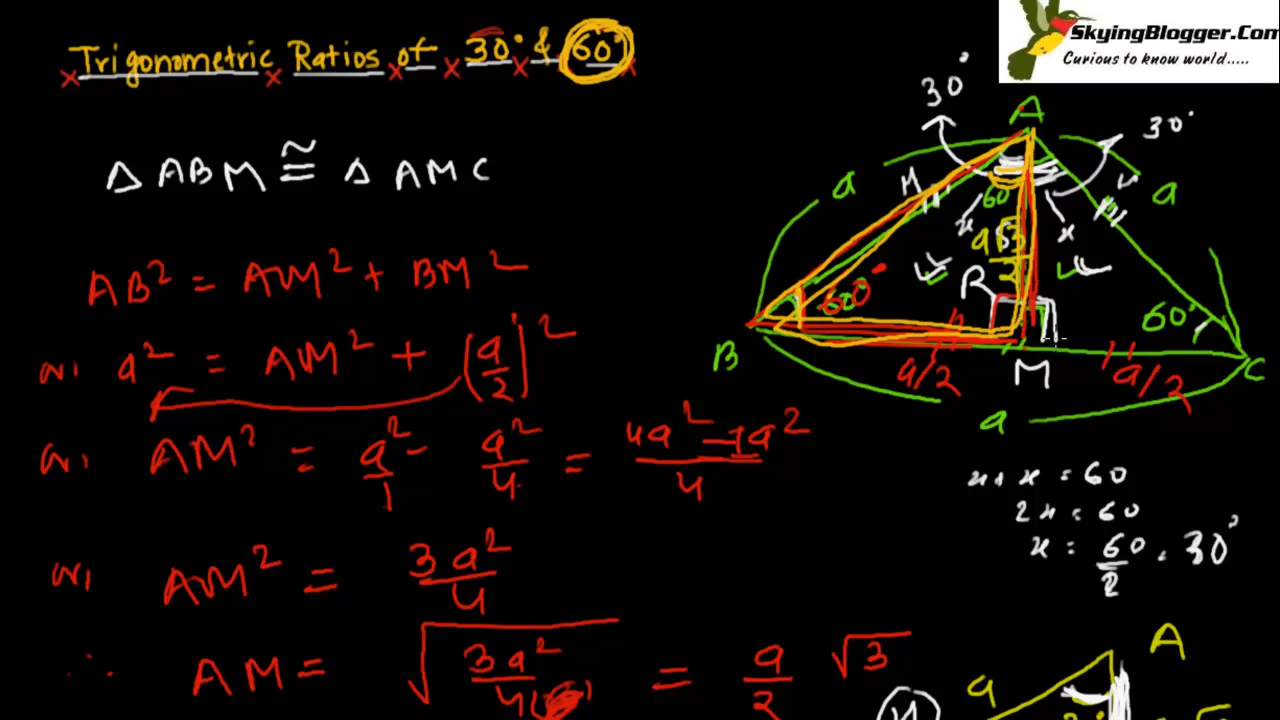 Trigonometric Ratios of 30° & 60°
SkyingBlogger.Com
Curious to know world.....
Δ ABM ≅ Δ AMC
AB² = AM² + BM²
a² = AM² + (a/2)²
AM² = a²/1 - a²/4 = 4a² - 1a² / 4
AM² = 3a²/4
∴ AM = √3a²/4 = a/2 √3
30°
A
30°
a
a
60°
x
x
a√3/2
R
60°
60°
B
a/2
M
a/2
C
a
x + x = 60
2x = 60
x = 60/2 = 30°
A
a